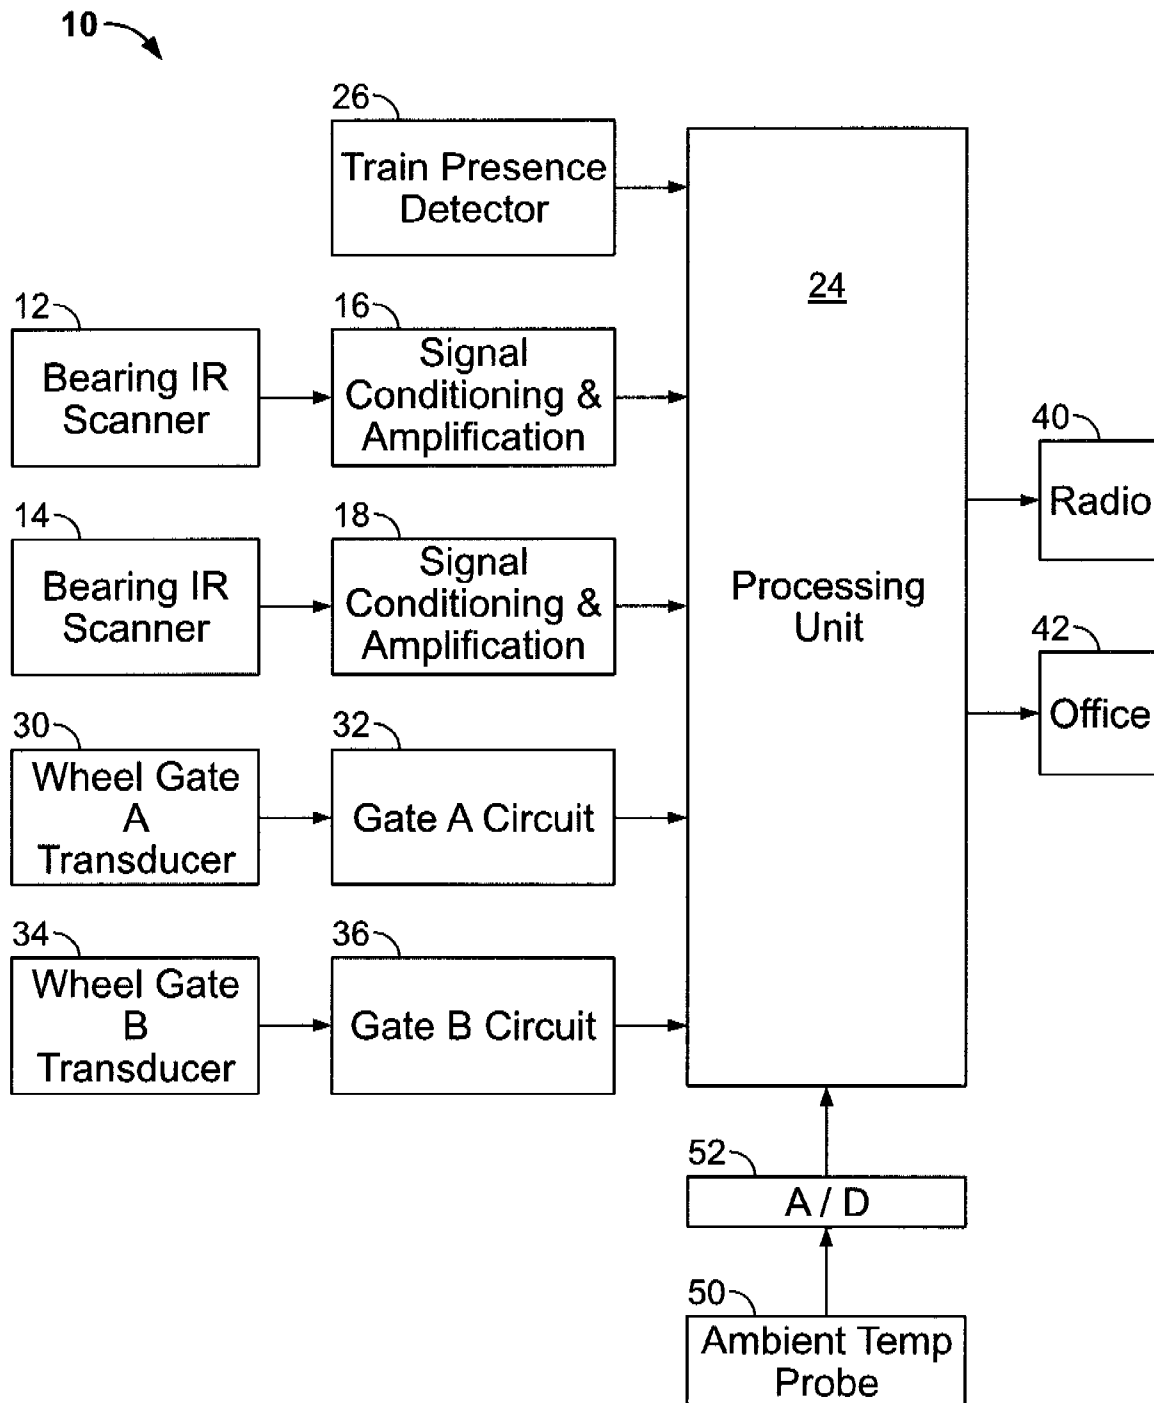 10
26
Train Presence
Detector
24
Processing
Unit
12
Bearing IR
Scanner
16
Signal
Conditioning &
Amplification
14
Bearing IR
Scanner
18
Signal
Conditioning &
Amplification
40
Radio
42
Office
30
Wheel Gate
A
Transducer
32
Gate A Circuit
34
Wheel Gate
B
Transducer
36
Gate B Circuit
52
A / D
50
Ambient Temp
Probe